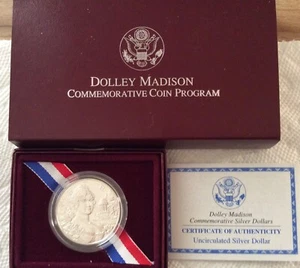 DOLLEY MADISON
COMMEMORATIVE COIN PROGRAM
Dolley Madison
Commemorative Silver Dollars
CERTIFICATE OF AUTHENTICITY
Uncirculated Silver Dollar